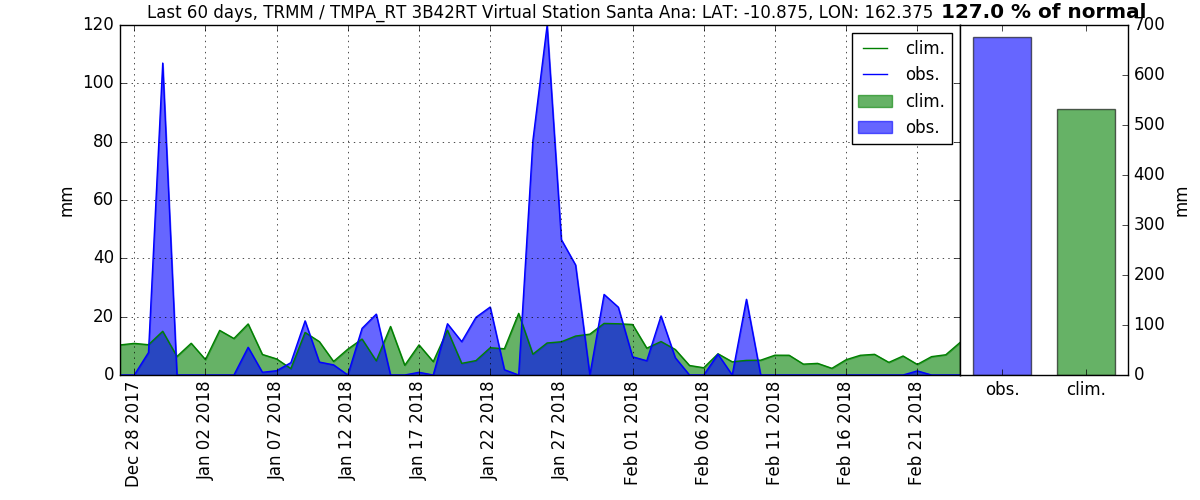 Last 60 days, TRMM / TMPA_RT 3B42RT Virtual Station Santa Ana: LAT: -10.875, LON: 162.375 127.0 % of normal
120
100
80
60
40
20
0
mm
clim.
obs.
clim.
obs.
700
600
500
400
300
200
100
0
mm
Dec 28 2017
Jan 02 2018
Jan 07 2018
Jan 12 2018
Jan 17 2018
Jan 22 2018
Jan 27 2018
Feb 01 2018
Feb 06 2018
Feb 11 2018
Feb 16 2018
Feb 21 2018
obs.
clim.